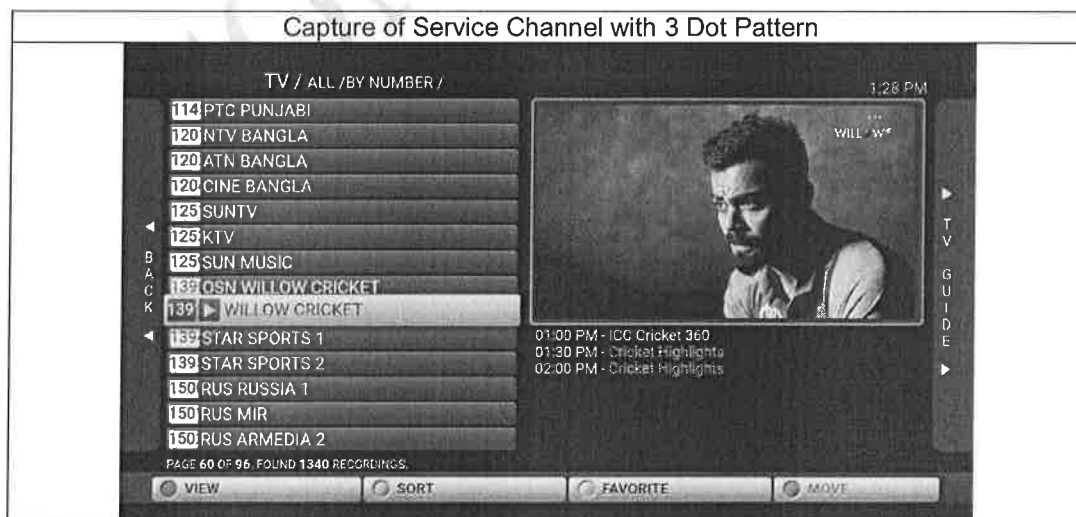 Capture of Service Channel with 3 Dot Pattern
TV / ALL /BY NUMBER /
1:28 PM
114 PTC PUNJABI
120 NTV BANGLA
120 ATN BANGLA
120 CINE BANGLA
125 SUNTV
125 KTV
125 SUN MUSIC
139 OSN WILLOW CRICKET
139 WILLOW CRICKET
139 STAR SPORTS 1
139 STAR SPORTS 2
150 RUS RUSSIA 1
150 RUS MIR
150 RUS ARMEDIA 2
BACK
WILLOW
01:00 PM - ICC Cricket 360
01:30 PM - Cricket Highlights
02:00 PM - Cricket Highlights
TV GUIDE
PAGE 60 OF 96, FOUND 1340 RECORDINGS.
VIEW SORT FAVORITE MOVE